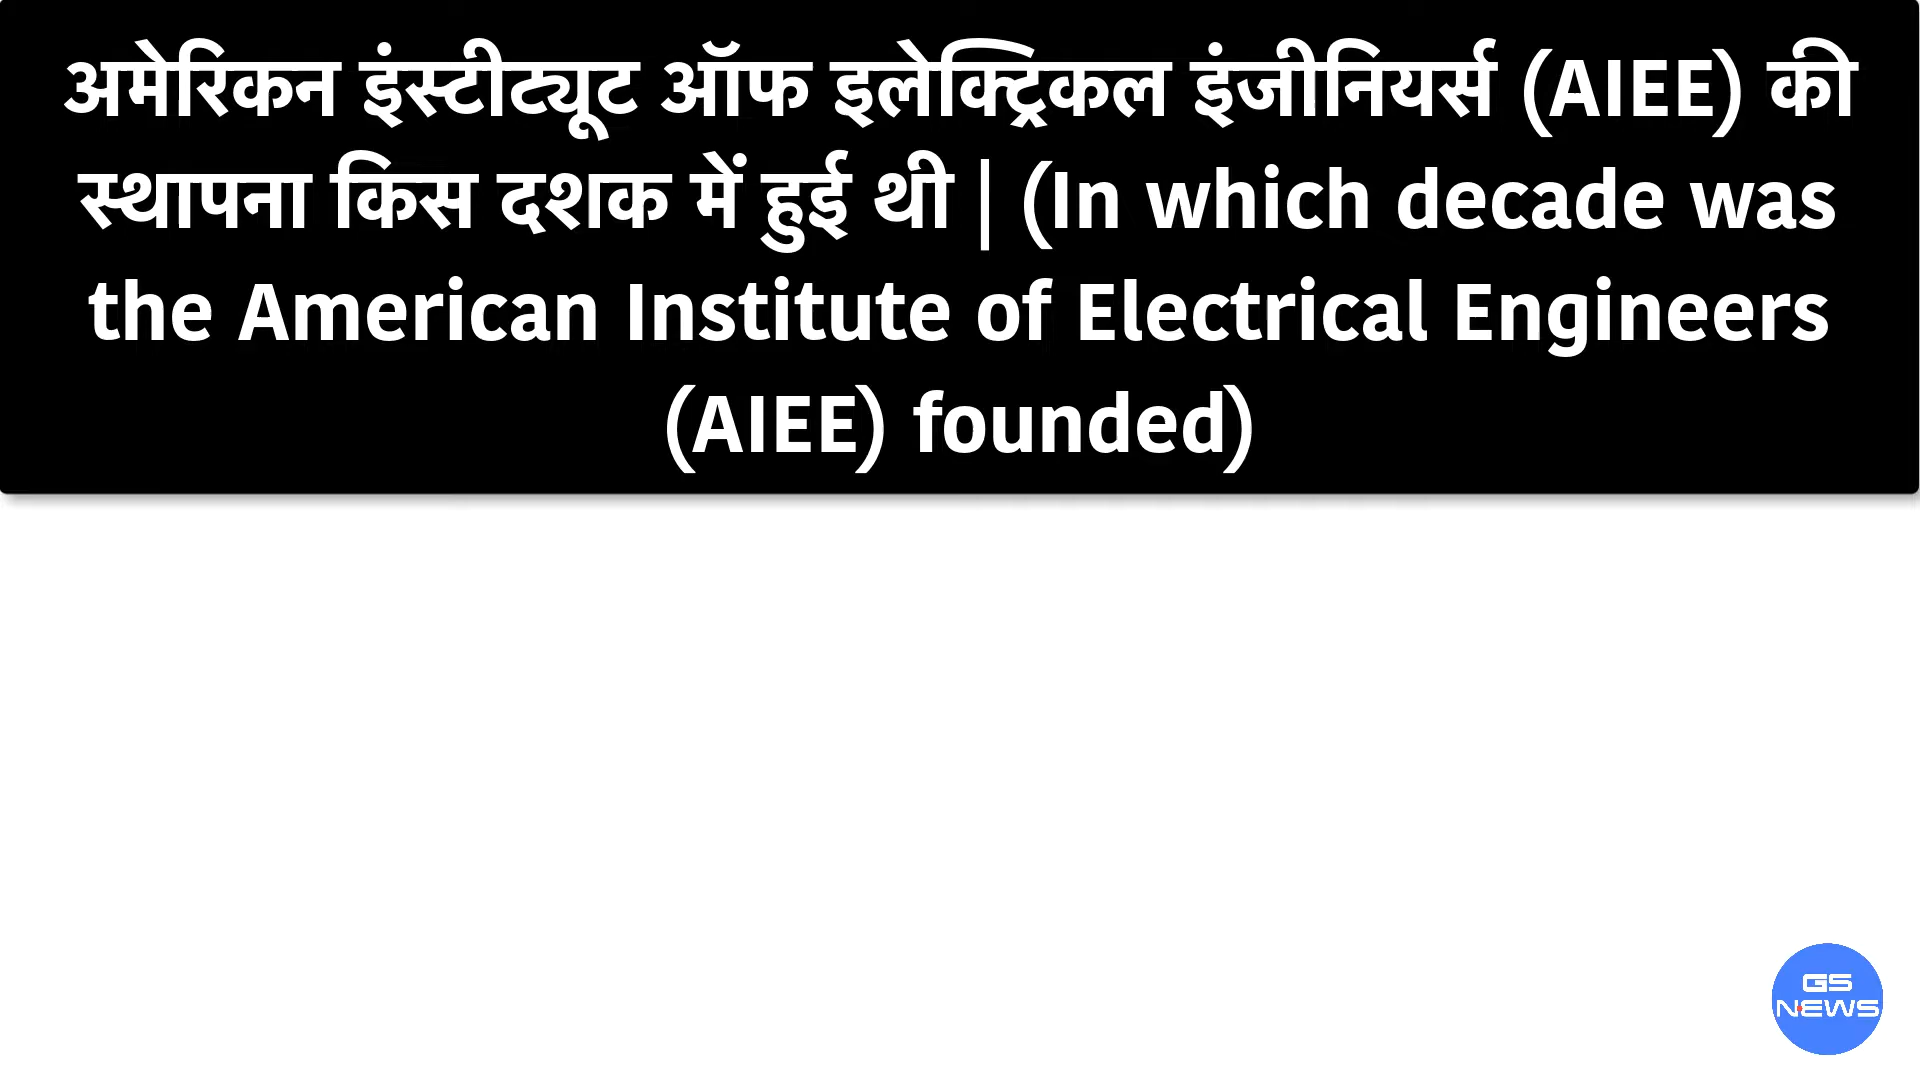 अमेरिकन इंस्टीट्यूट ऑफ इलेक्ट्रिकल इंजीनियर्स (AIEE) की
स्थापना किस दशक में हुई थी | (In which decade was
the American Institute of Electrical Engineers
(AIEE) founded)
GS
NEWS